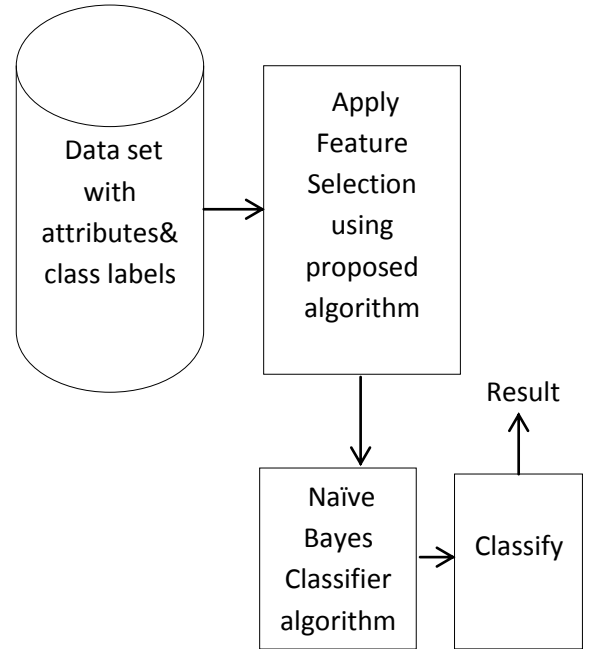 Data set
with
attributes&
class labels
Apply
Feature
Selection
using
proposed
algorithm
Naïve
Bayes
Classifier
algorithm
Classify
Result